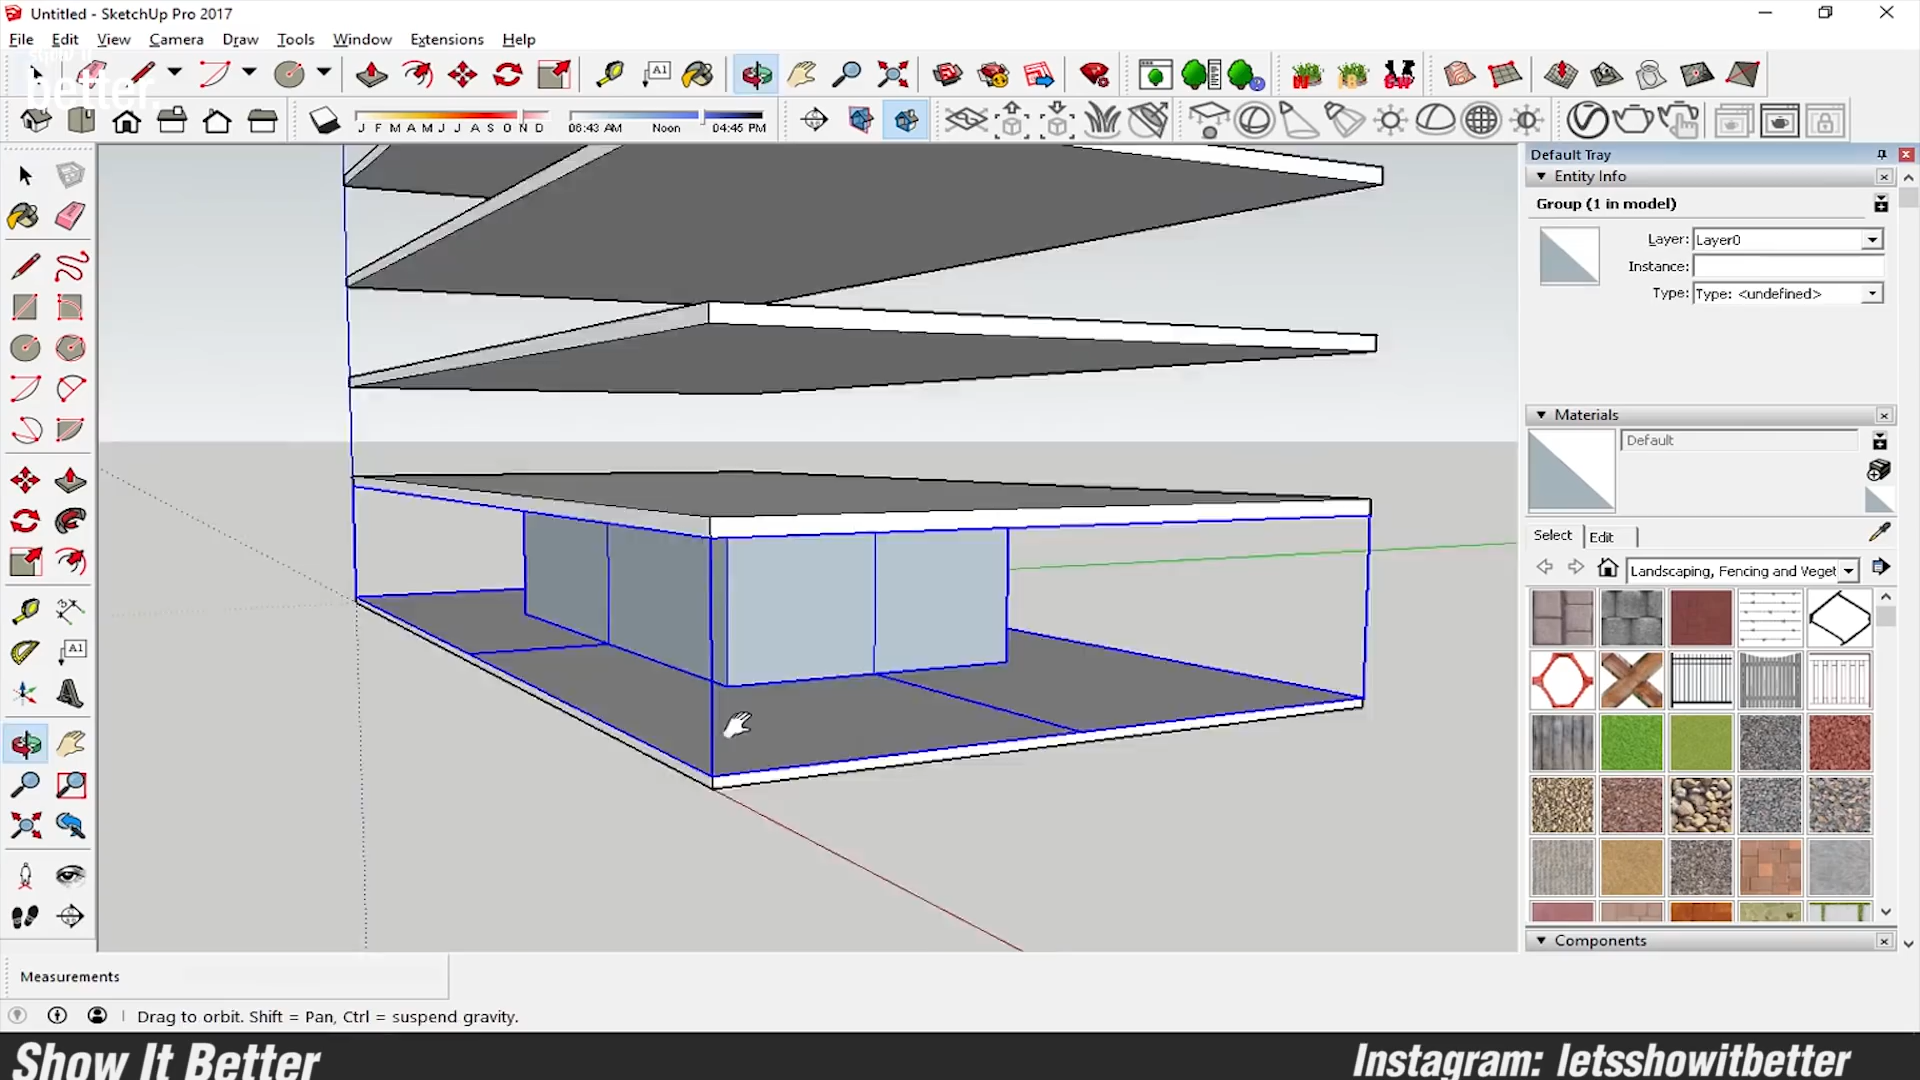 Untitled - SketchUp Pro 2017
File Edit View Camera Draw Tools Window Extensions Help
better.
A1
J F M A M J J A S O N D
06:43 AM Noon 04:45 PM
Default Tray
Entity Info
Group (1 in model)
Layer: Layer0
Instance:
Type: Type: <undefined>
Materials
Default
Select Edit
Landscaping, Fencing and Veget
A1
Components
Measurements
Drag to orbit. Shift = Pan, Ctrl = suspend gravity.
Show It Better
Instagram: letsshowitbetter